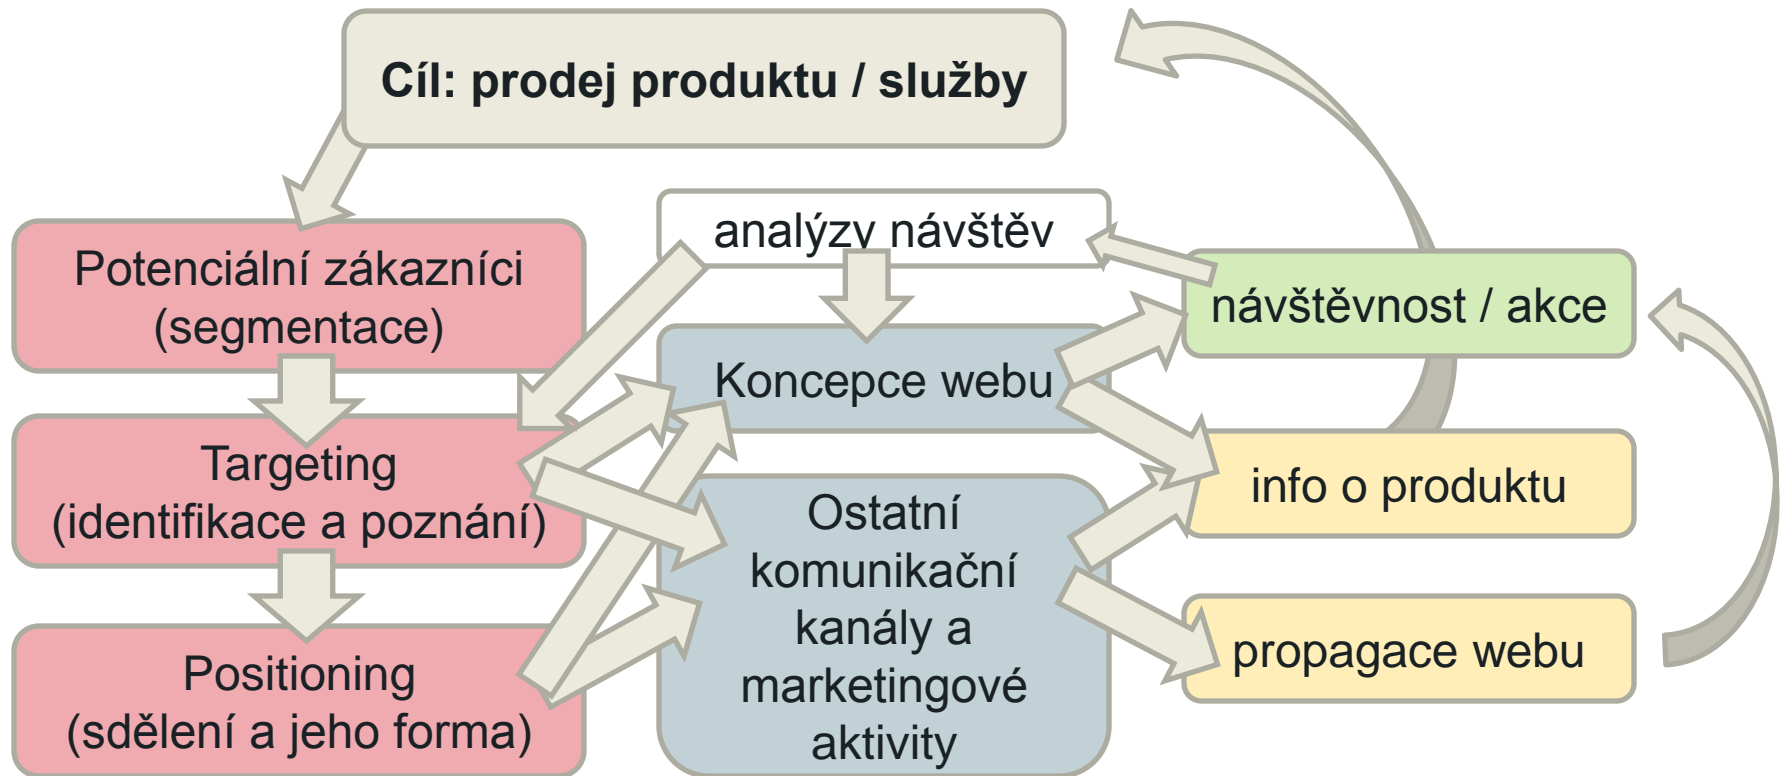 Cíl: prodej produktu / služby
Potenciální zákazníci
(segmentace)
Targeting
(identifikace a poznání)
Positioning
(sdělení a jeho forma)
analýzy návštěv
Koncepce webu
Ostatní
komunikační
kanály a
marketingové
aktivity
návštěvnost / akce
info o produktu
propagace webu